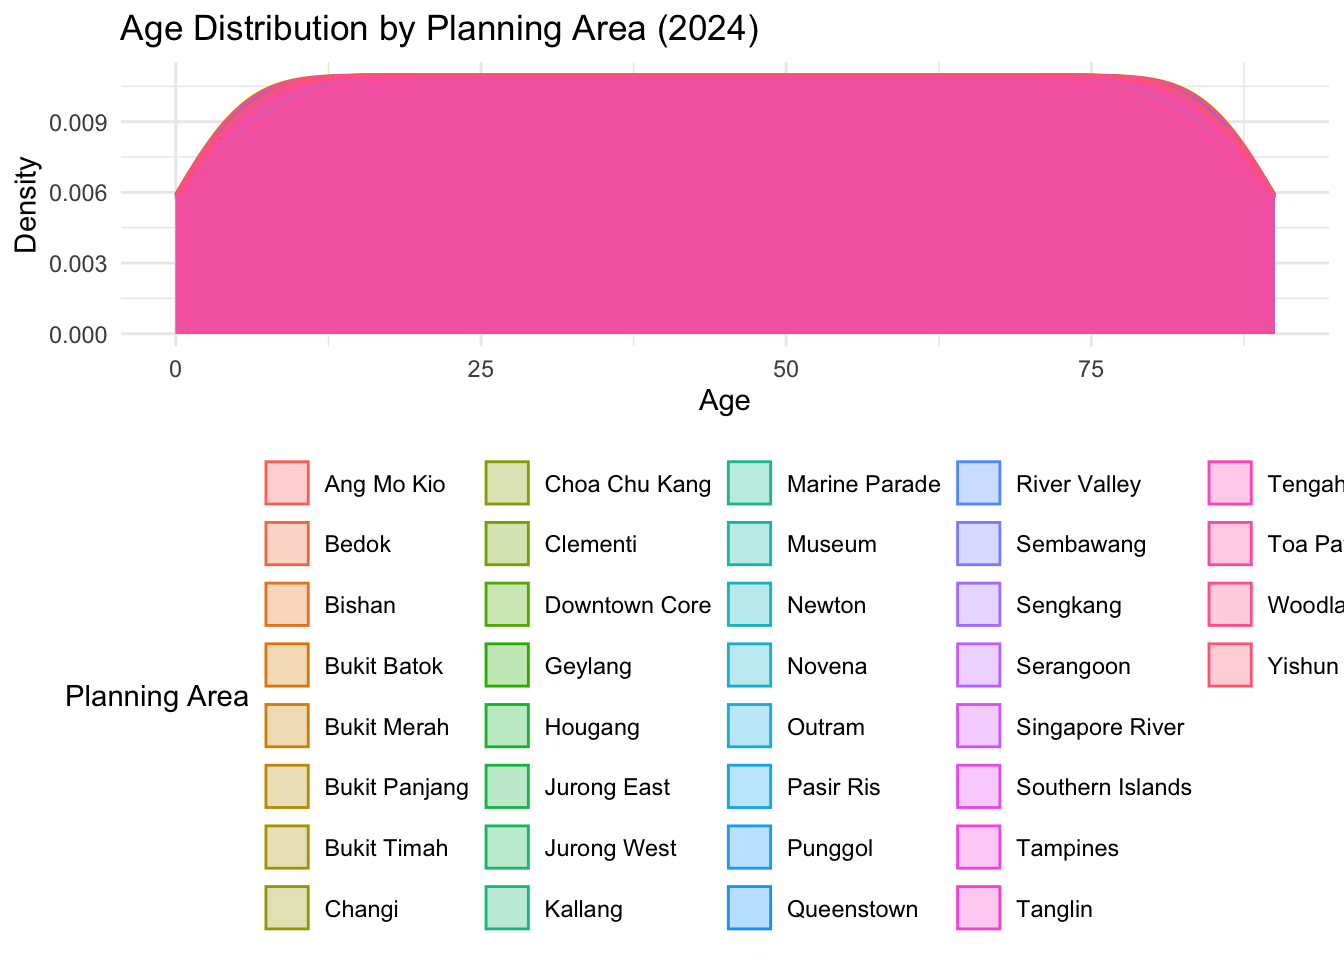 Age Distribution by Planning Area (2024)
Density
0.009
0.006
0.003
0.000
0
25
50
75
Age
Planning Area
Ang Mo Kio
Bedok
Bishan
Bukit Batok
Bukit Merah
Bukit Panjang
Bukit Timah
Changi
Choa Chu Kang
Clementi
Downtown Core
Geylang
Hougang
Jurong East
Jurong West
Kallang
Marine Parade
Museum
Newton
Novena
Outram
Pasir Ris
Punggol
Queenstown
River Valley
Sembawang
Sengkang
Serangoon
Singapore River
Southern Islands
Tampines
Tanglin
Tengah
Toa Pa
Woodla
Yishun